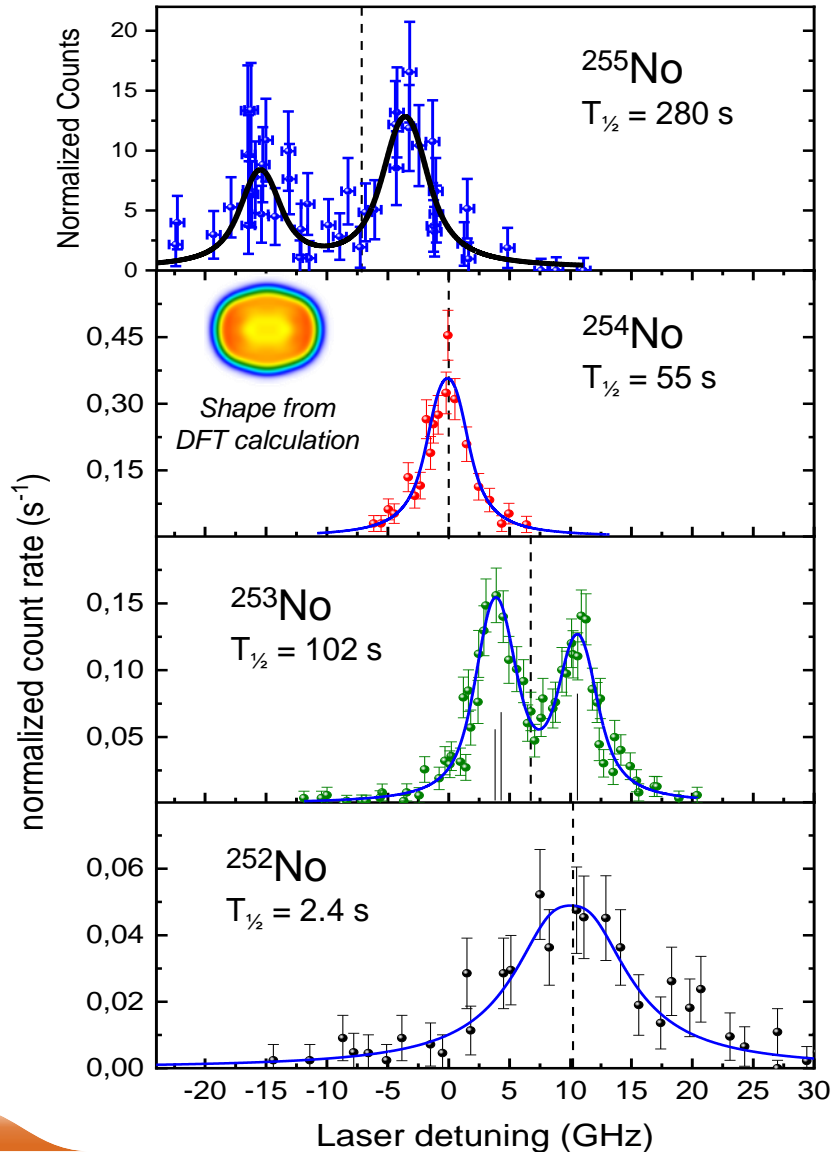 Normalized Counts
20
15
10
5
0
²⁵⁵No
T½ = 280 s
normalized count rate (s⁻¹)
0,45
0,30
0,15
Shape from
DFT calculation
²⁵⁴No
T½ = 55 s
0,15
0,10
0,05
²⁵³No
T½ = 102 s
0,06
0,04
0,02
0,00
²⁵²No
T½ = 2.4 s
-20 -15 -10 -5 0 5 10 15 20 25 30
Laser detuning (GHz)